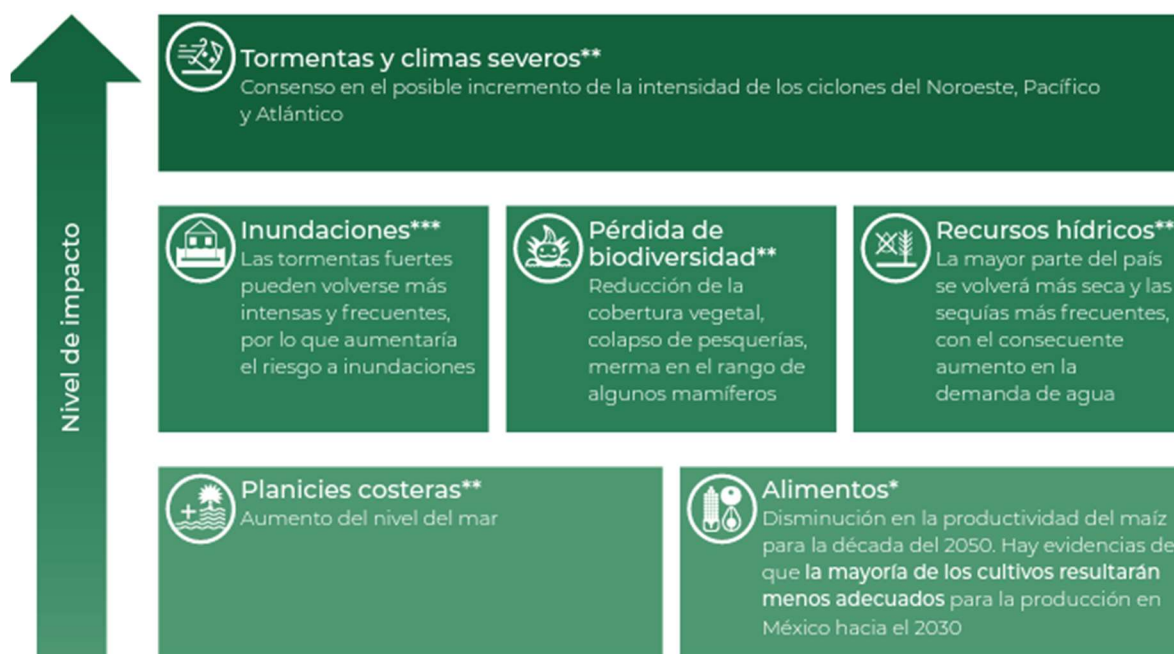 Nivel de impacto
Tormentas y climas severos**
Consenso en el posible incremento de la intensidad de los ciclones del Noroeste, Pacífico
y Atlántico
Inundaciones***
Las tormentas fuertes
pueden volverse más
intensas y frecuentes,
por lo que aumentaría
el riesgo a inundaciones
Pérdida de
biodiversidad**
Reducción de la
cobertura vegetal,
colapso de pesquerías,
merma en el rango de
algunos mamíferos
Recursos hídricos**
La mayor parte del país
se volverá más seca y las
sequías más frecuentes,
con el consecuente
aumento en la
demanda de agua
Planicies costeras**
Aumento del nivel del mar
Alimentos*
Disminución en la productividad del maíz
para la década del 2050. Hay evidencias de
que la mayoría de los cultivos resultarán
menos adecuados para la producción en
México hacia el 2030